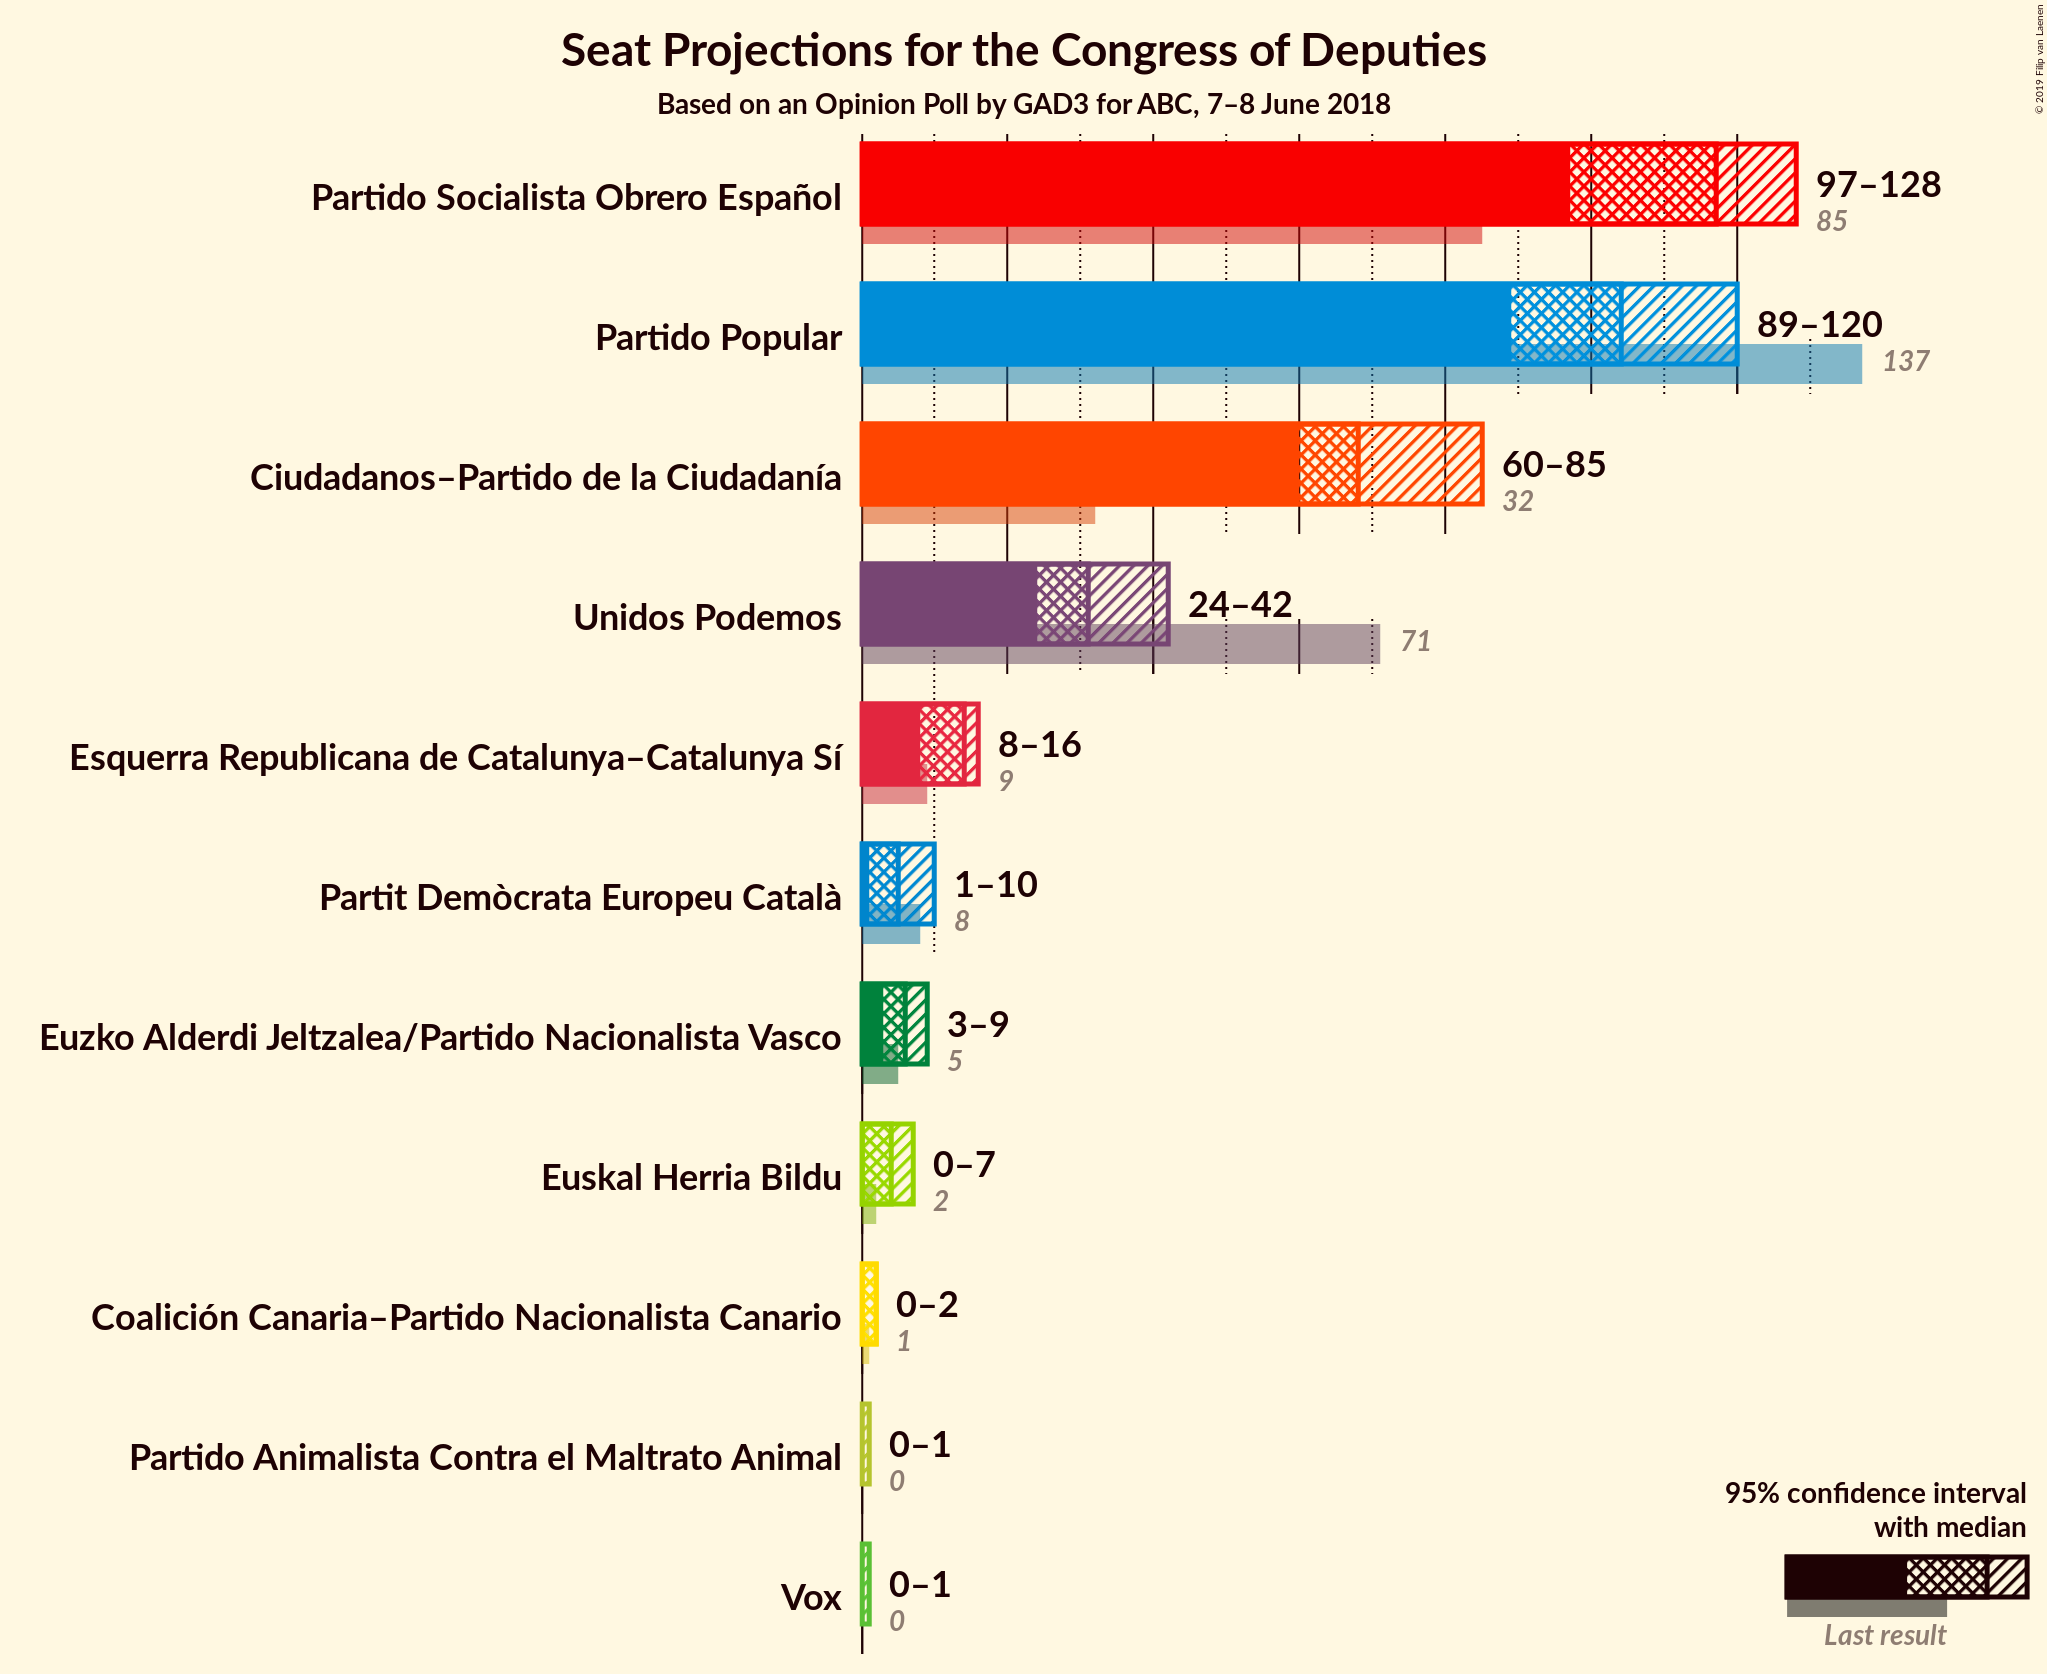 Seat Projections for the Congress of Deputies
Based on an Opinion Poll by GAD3 for ABC, 7–8 June 2018
© 2019 Filip van Laenen
Partido Socialista Obrero Español
97–128
85
Partido Popular
89–120
137
Ciudadanos–Partido de la Ciudadanía
60–85
32
Unidos Podemos
24–42
71
Esquerra Republicana de Catalunya–Catalunya Sí
8–16
9
Partit Demòcrata Europeu Català
1–10
8
Euzko Alderdi Jeltzalea/Partido Nacionalista Vasco
3–9
5
Euskal Herria Bildu
0–7
2
Coalición Canaria–Partido Nacionalista Canario
0–2
1
Partido Animalista Contra el Maltrato Animal
0–1
0
Vox
0–1
0
95% confidence interval
with median
Last result